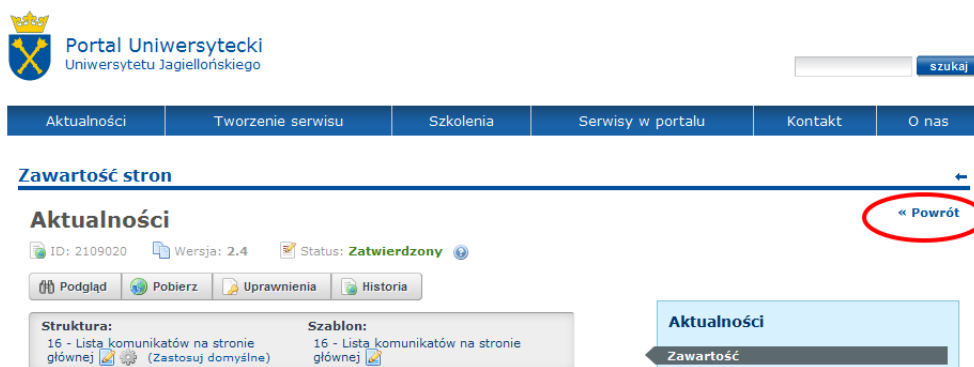 Portal Uniwersytecki
Uniwersytetu Jagiellońskiego
szukaj
Aktualności Tworzenie serwisu Szkolenia Serwisy w portalu Kontakt O nas
Zawartość stron
« Powrót
Aktualności
ID: 2109020 Wersja: 2.4 Status: Zatwierdzony
Podgląd Pobierz Uprawnienia Historia
Struktura: Szablon: Aktualności
16 - Lista komunikatów na stronie 16 - Lista komunikatów na stronie
głównej (Zastosuj domyślne) głównej Zawartość